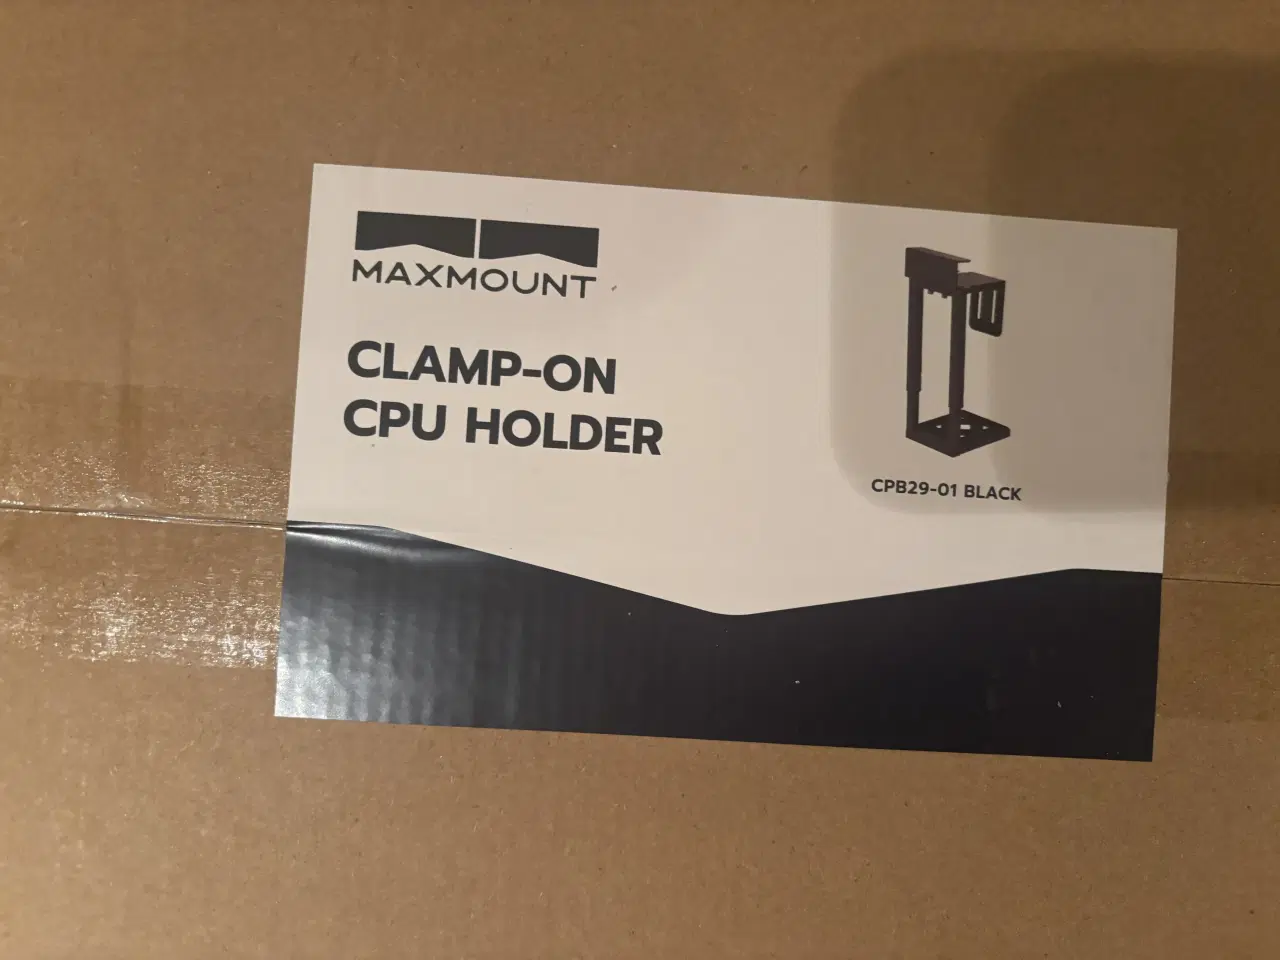 MAXMOUNT
CLAMP-ON
CPU HOLDER
CPB29-01 BLACK